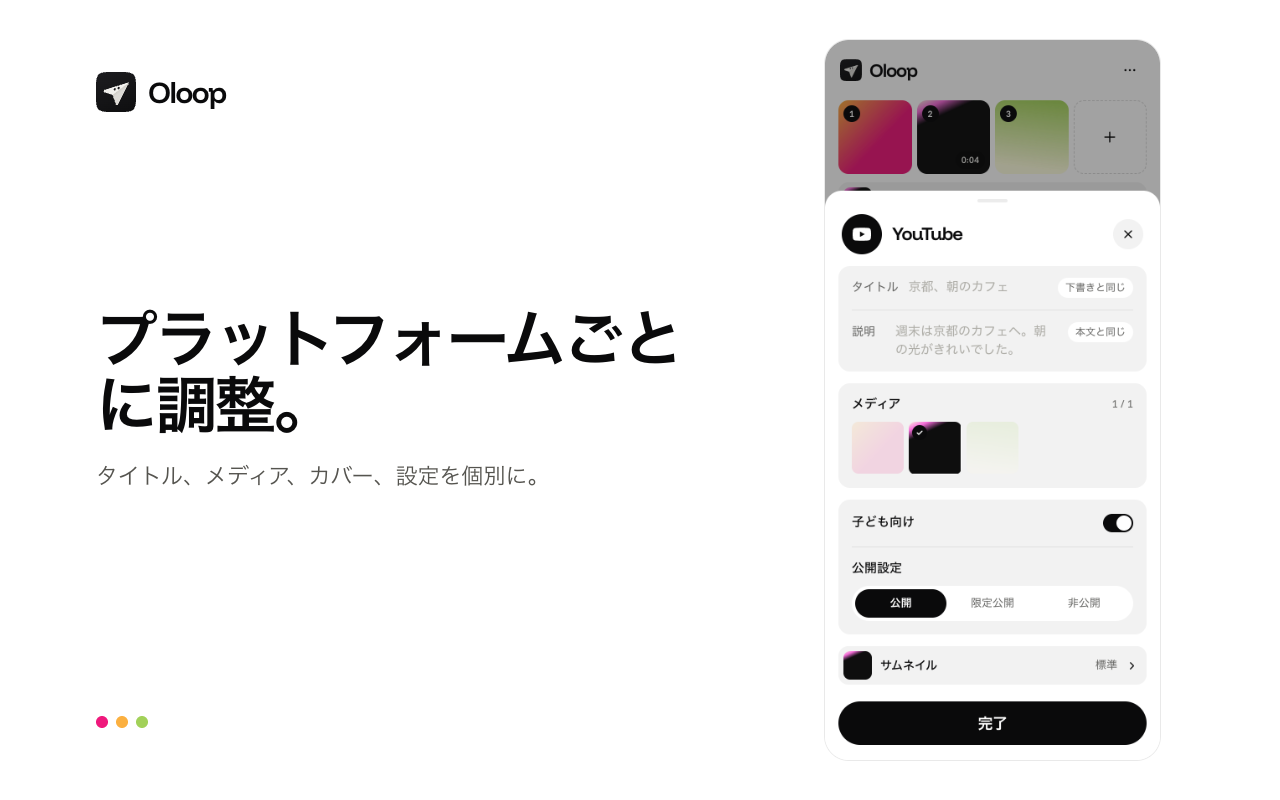 Oloop
プラットフォームごと
に調整。
タイトル、メディア、カバー、設定を個別に。
Oloop
1
2
3
0:04
YouTube
タイトル 京都、朝のカフェ 下書きと同じ
説明 週末は京都のカフェへ。朝 本文と同じ
の光がきれいでした。
メディア 1 / 1
子ども向け
公開設定
公開 限定公開 非公開
サムネイル 標準
完了